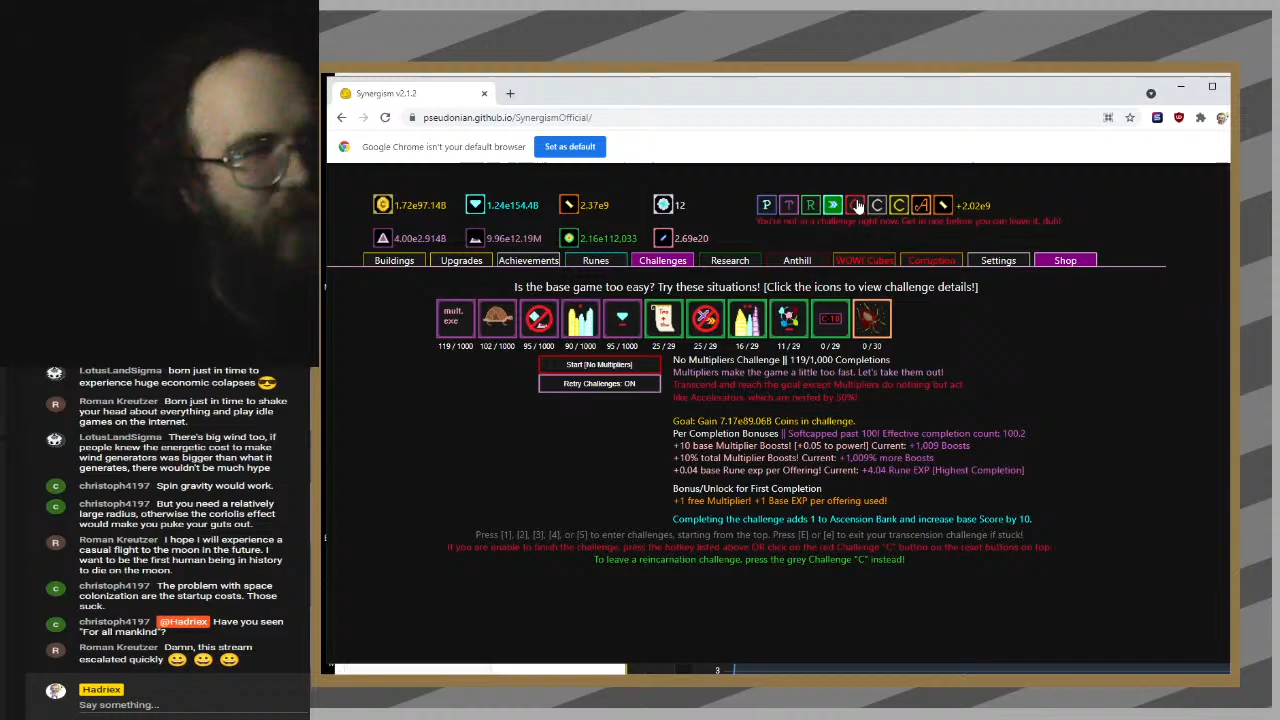 Synergism v2.1.2
pseudonian.github.io/SynergismOfficial/
Google Chrome isn't your default browser
Set as default
1.72e97.14B
1.24e154.4B
2.37e9
12
P
T
R
C
C
A
+2.02e9
You're not in a challenge right now. Get in one before you can leave it, duh!
4.00e2.914B
9.96e12.19M
2.16e112,033
2.69e20
Buildings
Upgrades
Achievements
Runes
Challenges
Research
Anthill
WOW! Cubes
Corruption
Settings
Shop
Is the base game too easy? Try these situations! [Click the icons to view challenge details!]
mult.
exe
C-10
119 / 1000
102 / 1000
95 / 1000
90 / 1000
95 / 1000
25 / 29
25 / 29
16 / 29
11 / 29
0 / 29
0 / 30
Start [No Multipliers]
Retry Challenges: ON
No Multipliers Challenge || 119/1,000 Completions
Multipliers make the game a little too fast. Let's take them out!
Transcend and reach the goal except Multipliers do nothing but act
like Accelerators, which are nerfed by 50%!
Goal: Gain 7.17e89.06B Coins in challenge.
Per Completion Bonuses || Softcapped past 100! Effective completion count: 100.2
+10 base Multiplier Boosts! [+0.05 to power!] Current: +1,009 Boosts
+10% total Multiplier Boosts! Current: +1,009% more Boosts
+0.04 base Rune exp per Offering! Current: +4.04 Rune EXP [Highest Completion]
Bonus/Unlock for First Completion
+1 free Multiplier! +1 Base EXP per offering used!
Completing the challenge adds 1 to Ascension Bank and increase base Score by 10.
Press [1], [2], [3], [4], or [5] to enter challenges, starting from the top. Press [E] or [e] to exit your transcension challenge if stuck!
If you are unable to finish the challenge, press the hotkey listed above OR click on the red Challenge "C" button on the reset buttons on top.
To leave a reincarnation challenge, press the grey Challenge "C" instead!
3
LotusLandSigma born just in time to
experience huge economic colapses 😎
R
Roman Kreutzer Born just in time to shake
your head about everything and play idle
games on the internet.
LotusLandSigma There's big wind too, if
people knew the energetic cost to make
wind generators was bigger than what it
generates, there wouldn't be much hype
c
christoph4197 Spin gravity would work.
c
christoph4197 But you need a relatively
large radius, otherwise the coriolis effect
would make you puke your guts out.
R
Roman Kreutzer I hope I will experience a
casual flight to the moon in the future. I
want to be the first human being in history
to die on the moon.
c
christoph4197 The problem with space
colonization are the startup costs. Those
suck.
c
christoph4197 @Hadriex Have you seen
"For all mankind"?
R
Roman Kreutzer Damn, this stream
escalated quickly 😀 😀 😀
Hadriex
Say something...